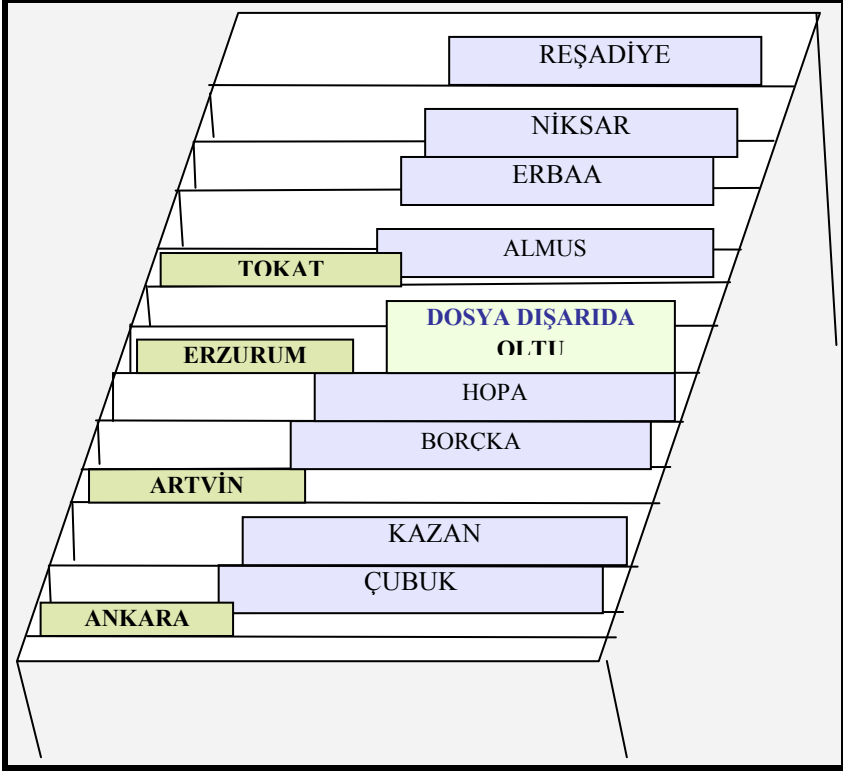 REŞADİYE
NİKSAR
ERBAA
ALMUS
TOKAT
DOSYA DIŞARIDA
OLTU
ERZURUM
HOPA
BORÇKA
ARTVİN
KAZAN
ÇUBUK
ANKARA